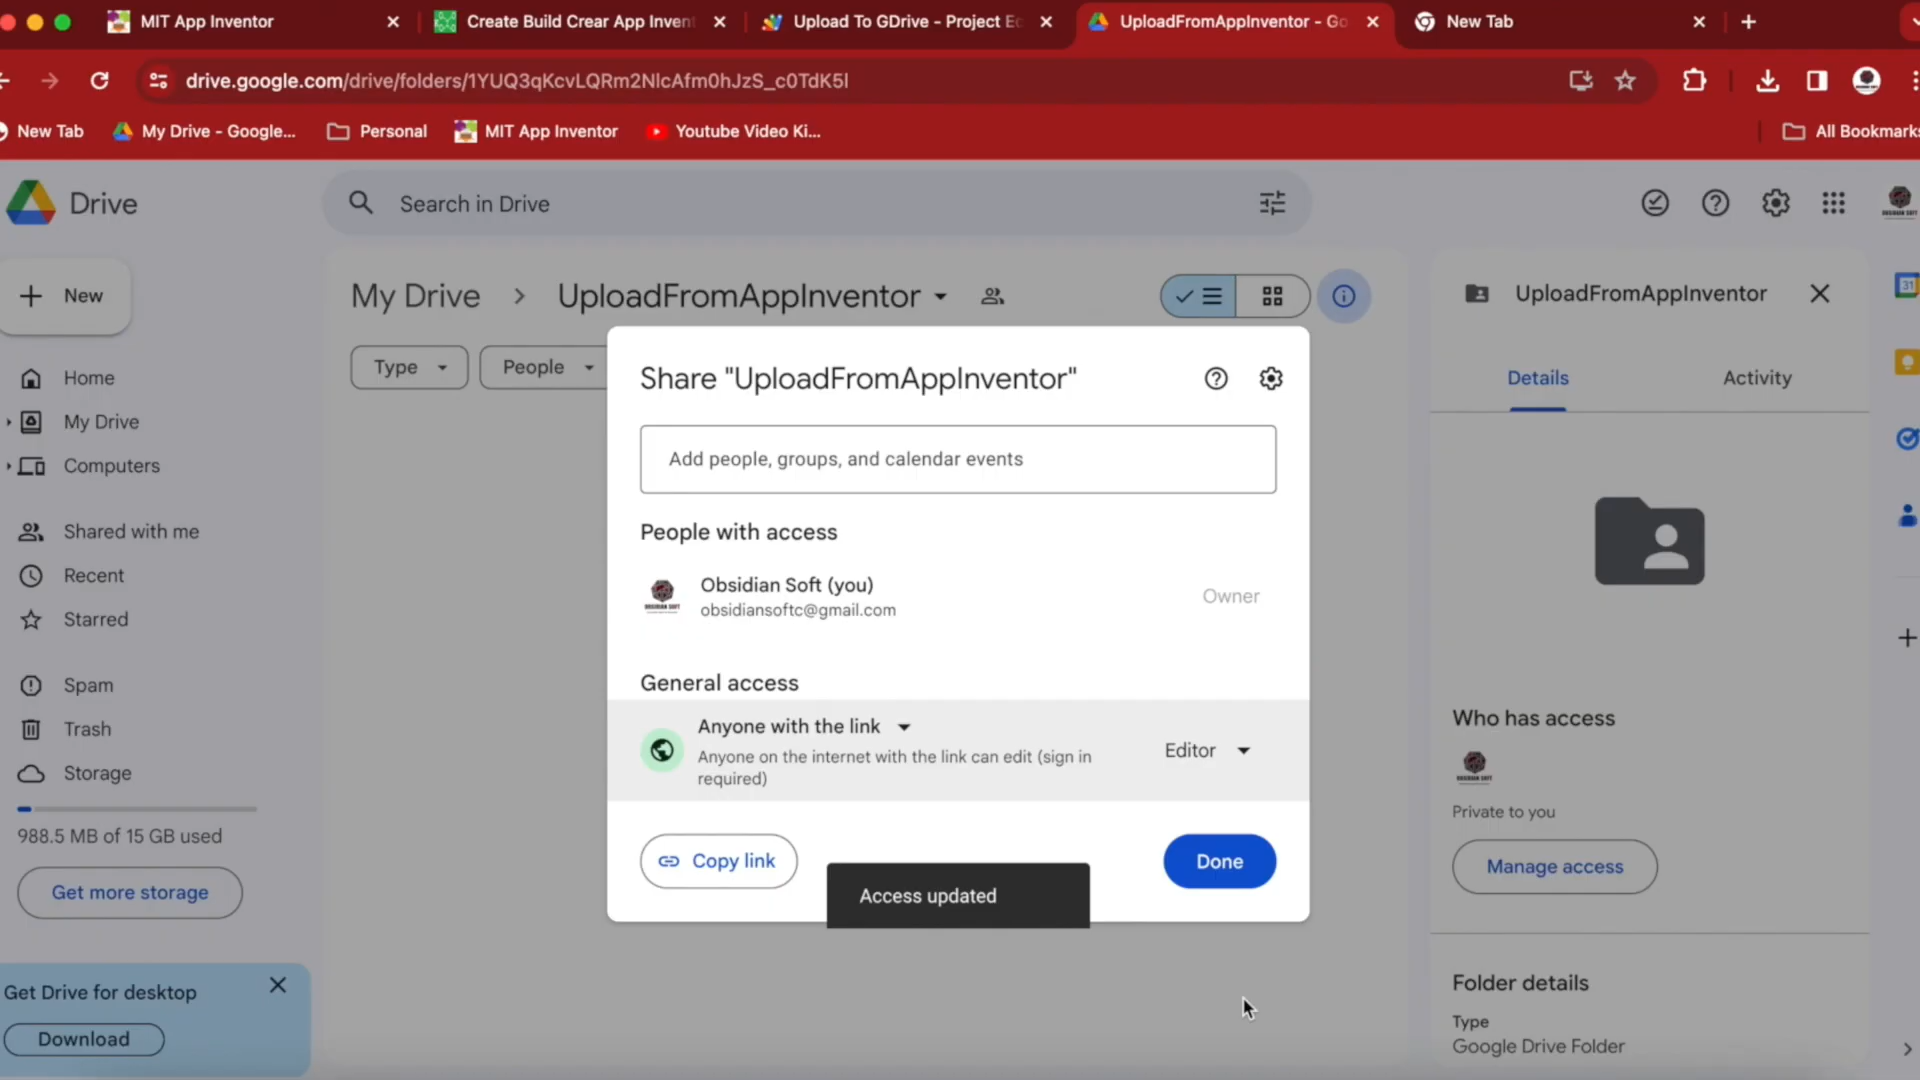 MIT App Inventor
Create Build Crear App Inven
Upload To GDrive - Project Ec
UploadFromAppInventor - Go
New Tab
drive.google.com/drive/folders/1YUQ3qKcvLQRm2NlcAfm0hJzS_c0TdK5I
New Tab
My Drive - Google...
Personal
MIT App Inventor
Youtube Video Ki...
All Bookmarks
Drive
Search in Drive
New
My Drive
UploadFromAppInventor
UploadFromAppInventor
Type
People
Details
Activity
Home
My Drive
Computers
Shared with me
Recent
Starred
Spam
Trash
Storage
988.5 MB of 15 GB used
Get more storage
Get Drive for desktop
Download
Share "UploadFromAppInventor"
Add people, groups, and calendar events
People with access
Obsidian Soft (you)
obsidiansoftc@gmail.com
Owner
General access
Anyone with the link
Anyone on the internet with the link can edit (sign in
required)
Editor
Copy link
Done
Access updated
Who has access
Private to you
Manage access
Folder details
Type
Google Drive Folder
31
OBSIDIAN SOFT